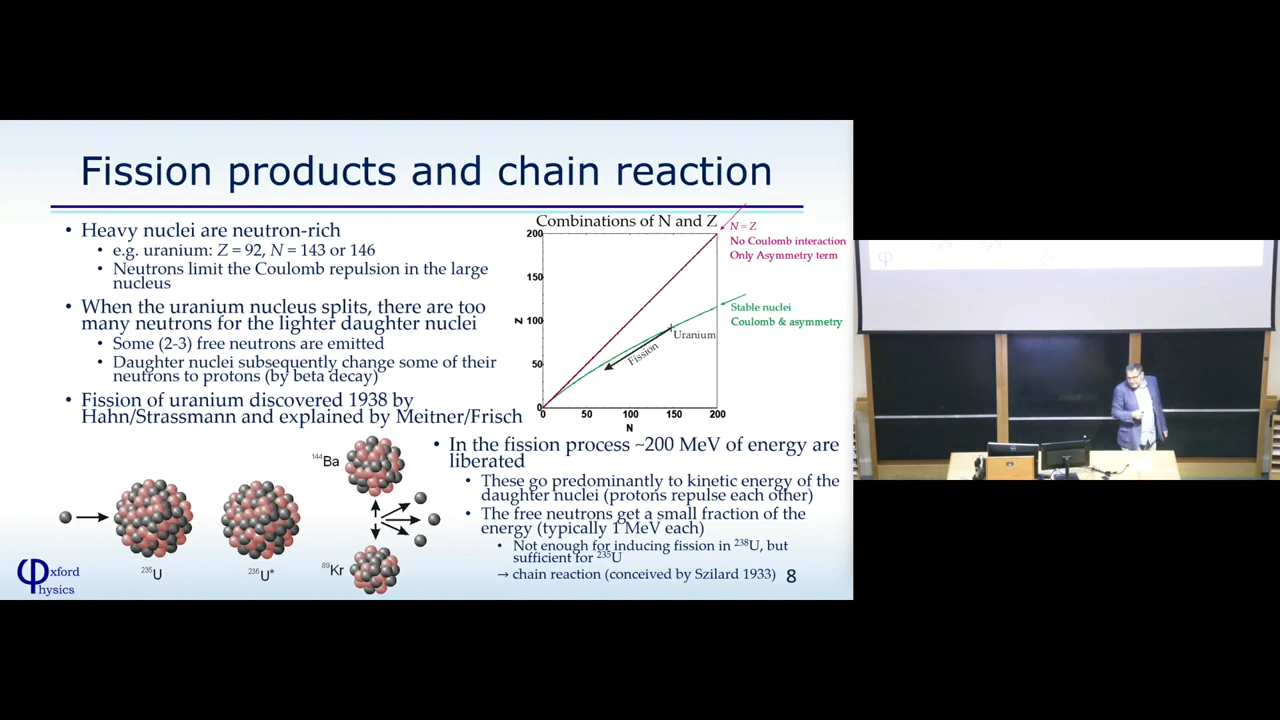 Fission products and chain reaction
• Heavy nuclei are neutron-rich
• e.g. uranium: Z = 92, N = 143 or 146
• Neutrons limit the Coulomb repulsion in the large
nucleus
• When the uranium nucleus splits, there are too
many neutrons for the lighter daughter nuclei
• Some (2-3) free neutrons are emitted
• Daughter nuclei subsequently change some of their
neutrons to protons (by beta decay)
• Fission of uranium discovered 1938 by
Hahn/Strassmann and explained by Meitner/Frisch
Combinations of N and Z
N = Z
No Coulomb interaction
Only Asymmetry term
Stable nuclei
Coulomb & asymmetry
Uranium
Fission
200
150
100
50
0
Z
0 50 100 150 200
N
• In the fission process ~200 MeV of energy are
liberated
• These go predominantly to kinetic energy of the
daughter nuclei (protons repulse each other)
• The free neutrons get a small fraction of the
energy (typically 1 MeV each)
• Not enough for inducing fission in ²³⁸U, but
sufficient for ²³⁵U
→ chain reaction (conceived by Szilard 1933)
¹⁴⁴Ba
²³⁵U
²³⁶U*
⁸⁹Kr
φxford
hysics
8